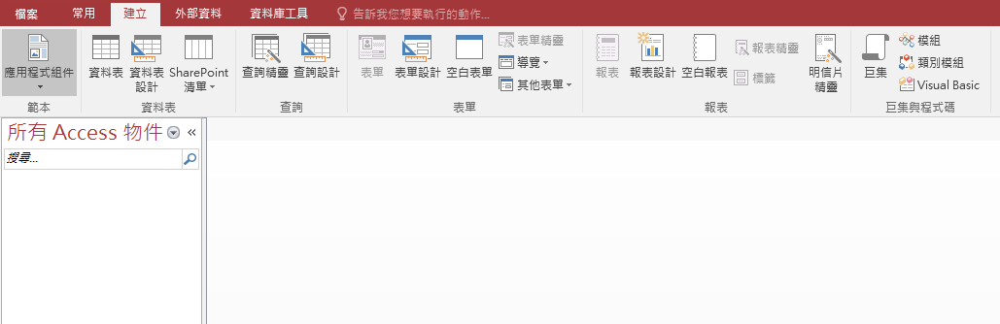 檔案 常用 建立 外部資料 資料庫工具 告訴我您想要執行的動作...
應用程式組件
範本
資料表 資料表設計 SharePoint 清單
資料表
查詢精靈 查詢設計
查詢
表單 表單設計 空白表單
表單精靈
導覽
其他表單
表單
報表 報表設計 空白報表
報表精靈
標籤
明信片精靈
報表
巨集
模組
類別模組
Visual Basic
巨集與程式碼
所有 Access 物件 «
搜尋...